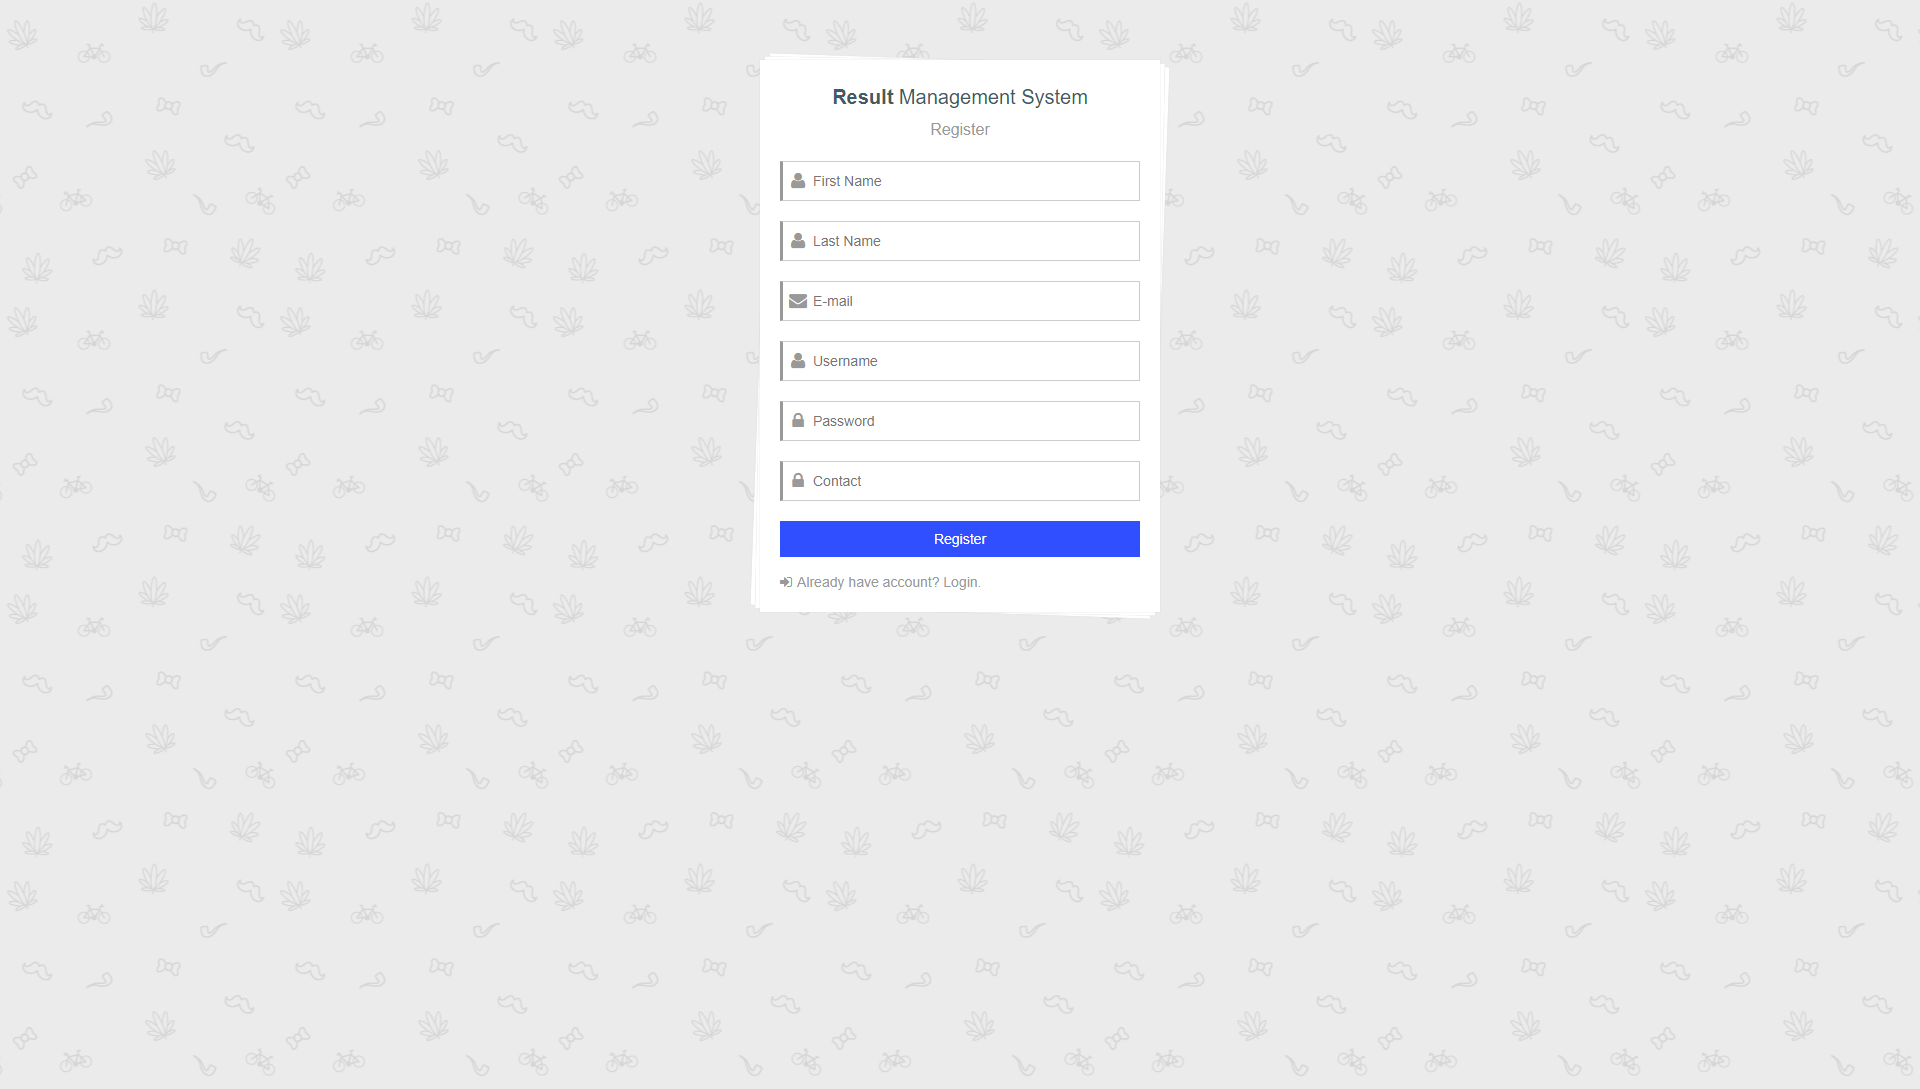 Result Management System
Register
First Name
Last Name
E-mail
Username
Password
Contact
Register
Already have account? Login.